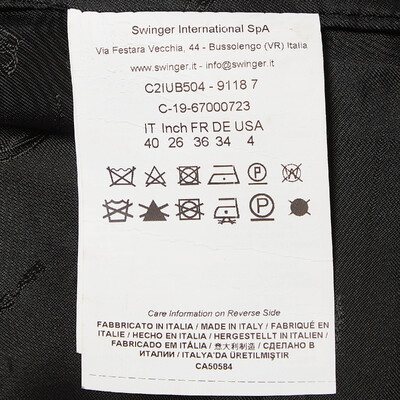 Swinger International SpA
Via Festara Vecchia, 44 - Bussolengo (VR) Italia
www.swinger.it - info@swinger.it
C2IUB504 - 9118 7
C-19-67000723
IT Inch FR DE USA
40 26 36 34 4
P W
P
Care Information on Reverse Side
FABBRICATO IN ITALIA / MADE IN ITALY / FABRIQUÉ EN
ITALIE / HECHO EN ITALIA / HERGESTELLT IN ITALIEN /
FABRICADO EM ITÁLIA / 意大利制造 / СДЕЛАНО В
ИТАЛИИ / ITALYA'DA ÜRETILMIŞTIR
CA50584